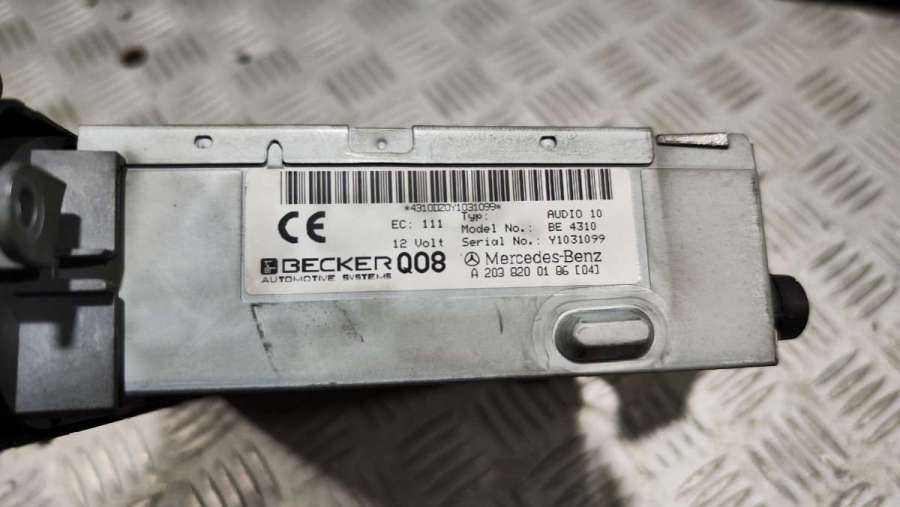 *4310D20Y1031099*
CE
EC: 111
12 Volt
Typ: AUDIO 10
Model No.: BE 4310
Serial No.: Y1031099
BECKER Q08
AUTOMOTIVE SYSTEMS
Mercedes-Benz
A 203 820 01 86 [04]